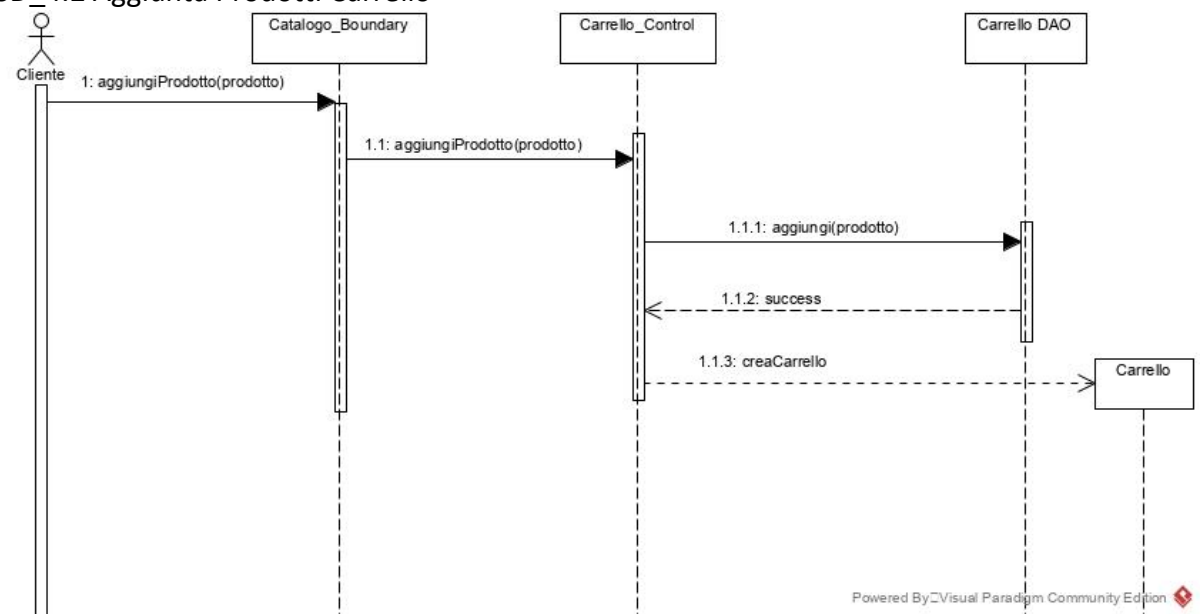 Aggiunta Prodotti Carrello
Catalogo_Boundary
Carrello_Control
Carrello DAO
Cliente
1: aggiungiProdotto(prodotto)
1.1: aggiungiProdotto(prodotto)
1.1.1: aggiungi(prodotto)
1.1.2: success
1.1.3: creaCarrello
Carrello
Powered By Visual Paradigm Community Edition